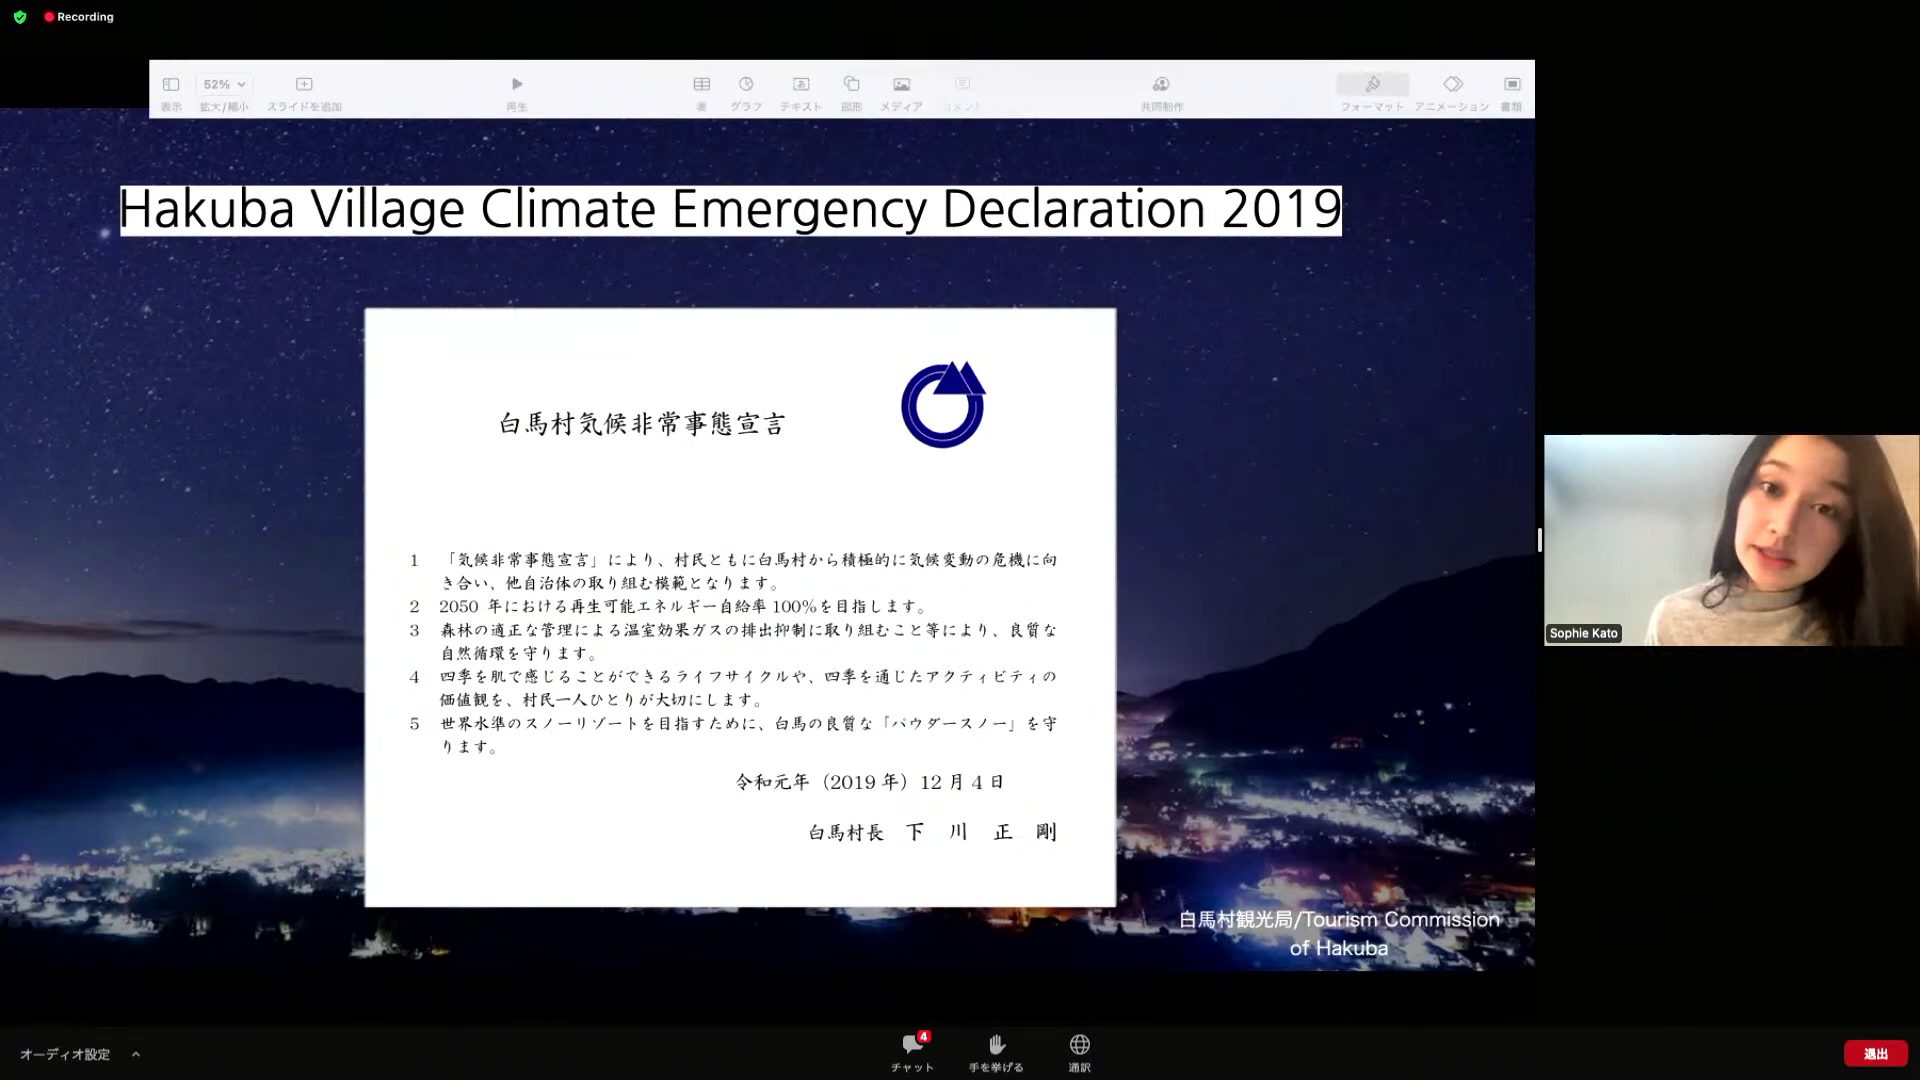 Recording
52%
表示
拡大/縮小
スライドを追加
再生
表
グラフ
テキスト
図形
メディア
共同制作
フォーマット
アニメーション
書類
Hakuba Village Climate Emergency Declaration 2019
白馬村気候非常事態宣言
1 「気候非常事態宣言」により、村民ともに白馬村から積極的に気候変動の危機に向
き合い、他自治体の取り組む模範となります。
2 2050 年における再生可能エネルギー自給率 100%を目指します。
3 森林の適正な管理による温室効果ガスの排出抑制に取り組むこと等により、良質な
自然循環を守ります。
4 四季を肌で感じることができるライフサイクルや、四季を通じたアクティビティの
価値観を、村民一人ひとりが大切にします。
5 世界水準のスノーリゾートを目指すために、白馬の良質な「パウダースノー」を守
ります。
令和元年（2019 年）12 月 4 日
白馬村長 下 川 正 剛
白馬村観光局/Tourism Commission
of Hakuba
Sophie Kato
オーディオ設定
4
チャット
手を挙げる
通訳
退出